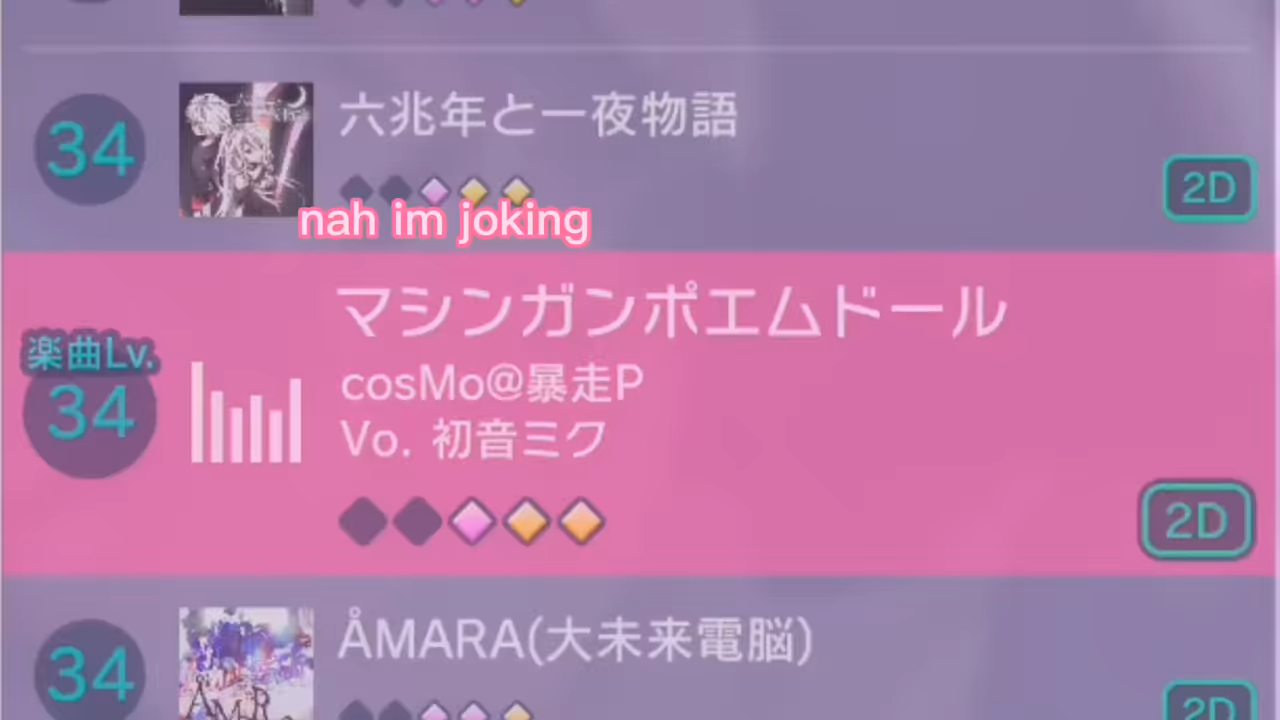 34
六兆年と一夜物語
2D
nah im joking
マシンガンポエムドール
楽曲Lv.
34
cosMo@暴走P
Vo. 初音ミク
2D
34
ÅMARA(大未来電脳)
2D
ÅMAR